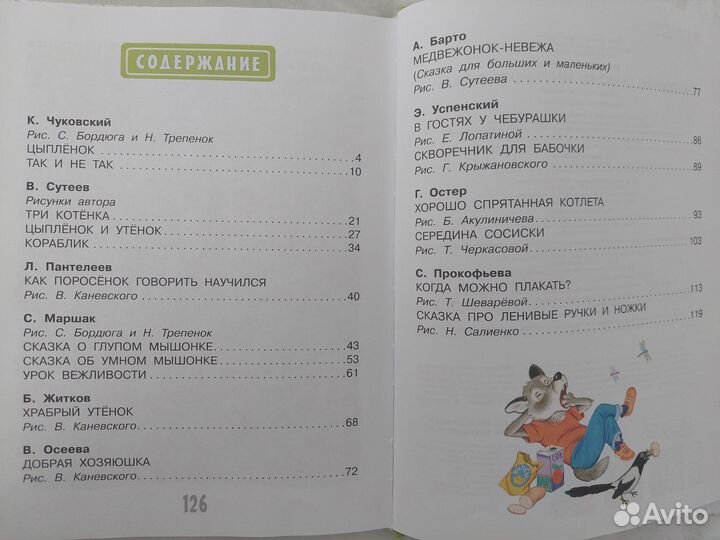 СОДЕРЖАНИЕ
К. Чуковский
Рис. С. Бордюга и Н. Трепенок
ЦЫПЛЁНОК 4
ТАК И НЕ ТАК 10
В. Сутеев
Рисунки автора
ТРИ КОТЁНКА 21
ЦЫПЛЁНОК И УТЁНОК 27
КОРАБЛИК 34
Л. Пантелеев
КАК ПОРОСЁНОК ГОВОРИТЬ НАУЧИЛСЯ
Рис. В. Каневского 40
С. Маршак
Рис. С. Бордюга и Н. Трепенок
СКАЗКА О ГЛУПОМ МЫШОНКЕ 43
СКАЗКА ОБ УМНОМ МЫШОНКЕ 53
УРОК ВЕЖЛИВОСТИ 61
Б. Житков
ХРАБРЫЙ УТЁНОК
Рис. В. Каневского 68
В. Осеева
ДОБРАЯ ХОЗЯЮШКА
Рис. В. Каневского 72
126
А. Барто
МЕДВЕЖОНОК-НЕВЕЖА
(Сказка для больших и маленьких)
Рис. В. Сутеева 77
Э. Успенский
В ГОСТЯХ У ЧЕБУРАШКИ
Рис. Е. Лопатиной 86
СКВОРЕЧНИК ДЛЯ БАБОЧКИ
Рис. Г. Крыжановского 89
Г. Остер
ХОРОШО СПРЯТАННАЯ КОТЛЕТА
Рис. Б. Акулиничева 93
СЕРЕДИНА СОСИСКИ
Рис. Т. Черкасовой 103
С. Прокофьева
КОГДА МОЖНО ПЛАКАТЬ?
Рис. Т. Шеварёвой 113
СКАЗКА ПРО ЛЕНИВЫЕ РУЧКИ И НОЖКИ
Рис. Н. Салиенко 119
Avito